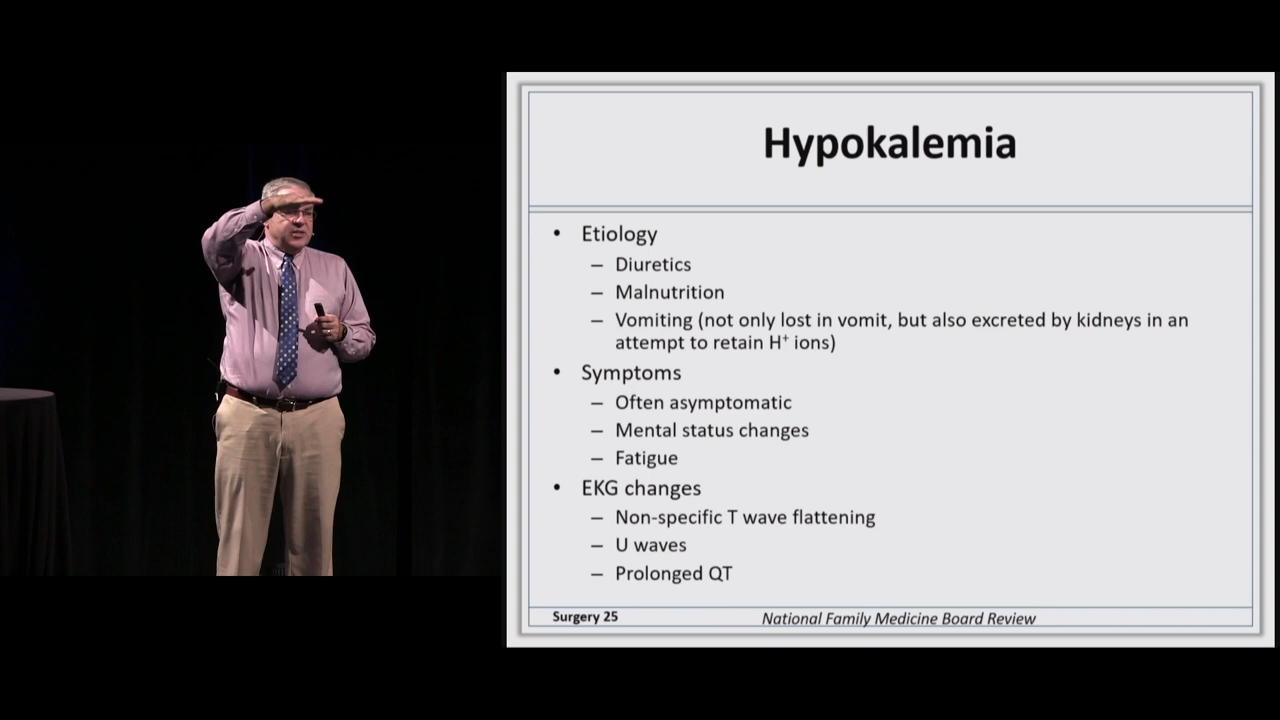 Hypokalemia
• Etiology
– Diuretics
– Malnutrition
– Vomiting (not only lost in vomit, but also excreted by kidneys in an
attempt to retain H⁺ ions)
• Symptoms
– Often asymptomatic
– Mental status changes
– Fatigue
• EKG changes
– Non-specific T wave flattening
– U waves
– Prolonged QT
Surgery 25 National Family Medicine Board Review